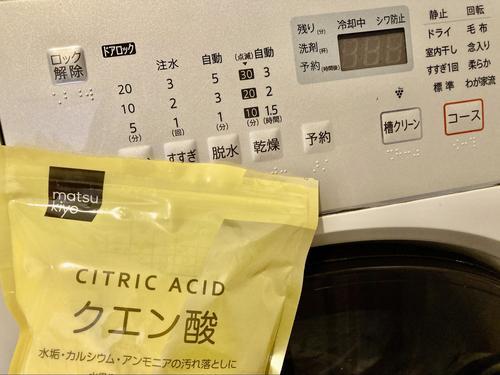 ロック
解除
ドアロック
注水
自動
(点滅)自動
20 3 5 30 3
10 2 3 20 2
5 1 1 10 1.5
(分) (回) (分) (分) (時間)
すすぎ 脱水 乾燥 予約
残り(分) 冷却中 シワ防止
洗剤(杯)
予約(時間後)
静止 回転
ドライ 毛布
室内干し 念入り
すすぎ1回 柔らか
標準 わが家流
槽クリーン
コース
matsu
kiyo
CITRIC ACID
クエン酸
水垢・カルシウム・アンモニアの汚れ落としに